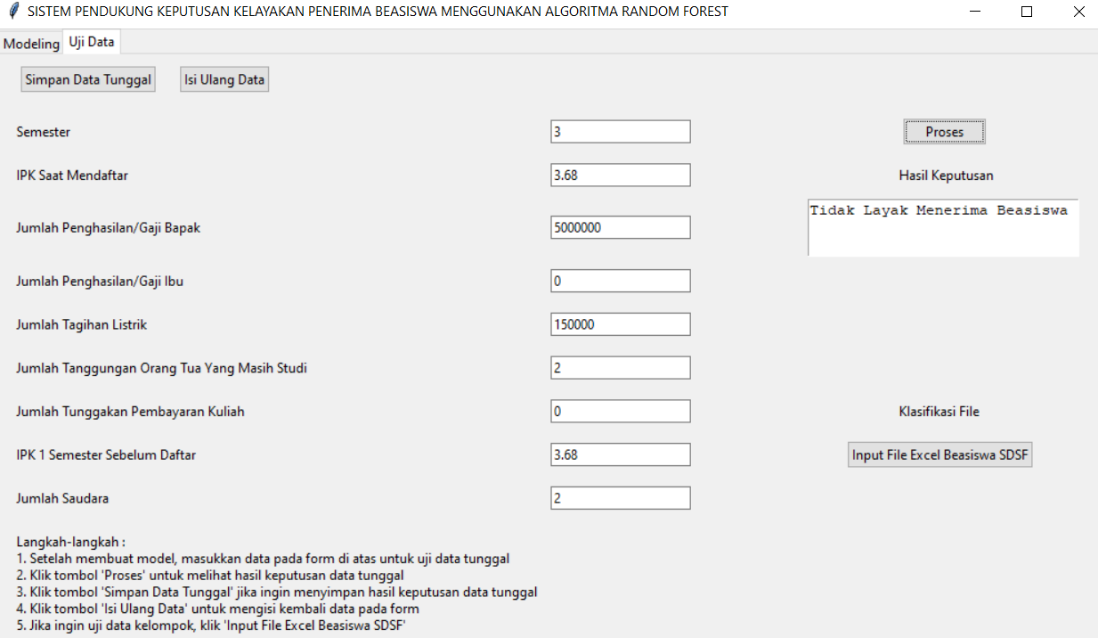 SISTEM PENDUKUNG KEPUTUSAN KELAYAKAN PENERIMA BEASISWA MENGGUNAKAN ALGORITMA RANDOM FOREST
Modeling Uji Data
Simpan Data Tunggal Isi Ulang Data
Semester 3 Proses
IPK Saat Mendaftar 3.68 Hasil Keputusan
Tidak Layak Menerima Beasiswa
Jumlah Penghasilan/Gaji Bapak 5000000
Jumlah Penghasilan/Gaji Ibu 0
Jumlah Tagihan Listrik 150000
Jumlah Tanggungan Orang Tua Yang Masih Studi 2
Jumlah Tunggakan Pembayaran Kuliah 0 Klasifikasi File
IPK 1 Semester Sebelum Daftar 3.68 Input File Excel Beasiswa SDSF
Jumlah Saudara 2
Langkah-langkah :
1. Setelah membuat model, masukkan data pada form di atas untuk uji data tunggal
2. Klik tombol 'Proses' untuk melihat hasil keputusan data tunggal
3. Klik tombol 'Simpan Data Tunggal' jika ingin menyimpan hasil keputusan data tunggal
4. Klik tombol 'Isi Ulang Data' untuk mengisi kembali data pada form
5. Jika ingin uji data kelompok, klik 'Input File Excel Beasiswa SDSF'